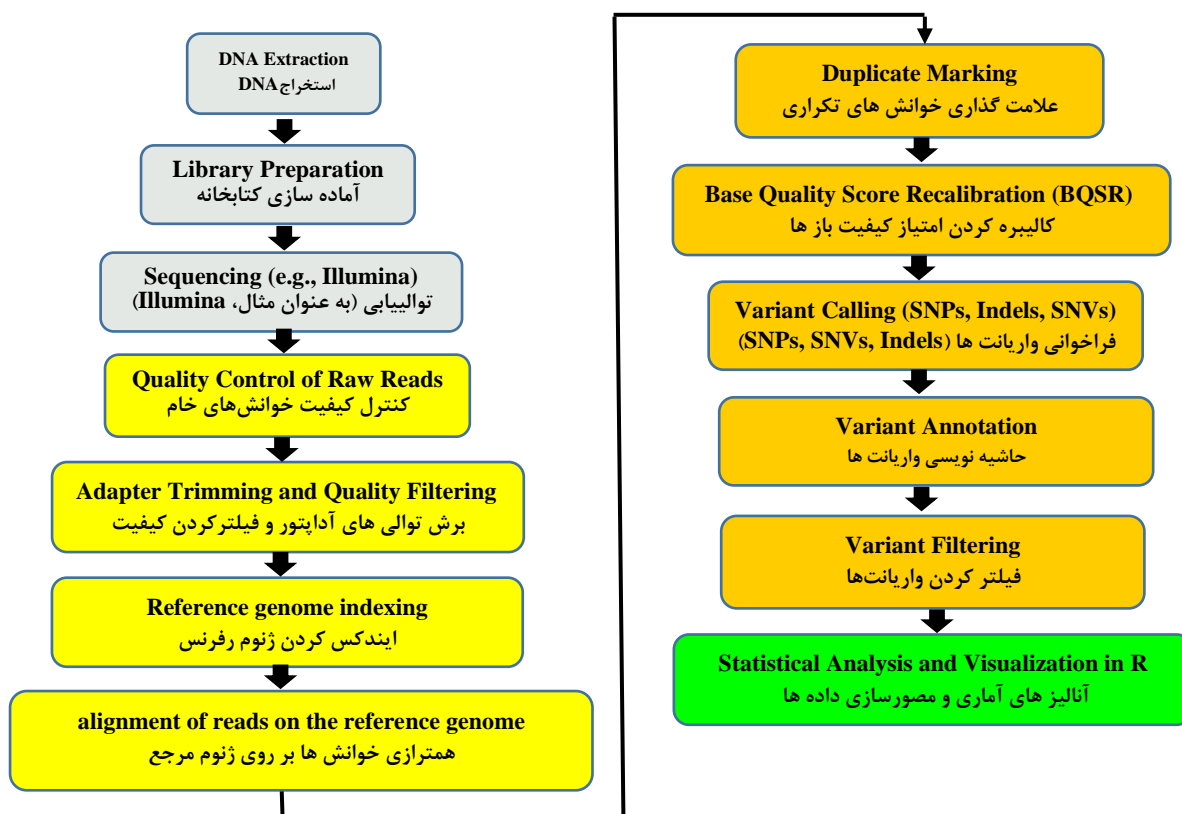 DNA Extraction
استخراج DNA
Library Preparation
آماده سازی کتابخانه
Sequencing (e.g., Illumina)
توالییابی (به عنوان مثال، Illumina)
Quality Control of Raw Reads
کنترل کیفیت خوانش‌های خام
Adapter Trimming and Quality Filtering
برش توالی های آداپتور و فیلترکردن کیفیت
Reference genome indexing
ایندکس کردن ژنوم رفرنس
alignment of reads on the reference genome
همترازی خوانش ها بر روی ژنوم مرجع
Duplicate Marking
علامت گذاری خوانش های تکراری
Base Quality Score Recalibration (BQSR)
کالیبره کردن امتیاز کیفیت باز ها
Variant Calling (SNPs, Indels, SNVs)
فراخوانی واریانت ها (SNPs, SNVs, Indels)
Variant Annotation
حاشیه نویسی واریانت ها
Variant Filtering
فیلتر کردن واریانت‌ها
Statistical Analysis and Visualization in R
آنالیز های آماری و مصورسازی داده ها